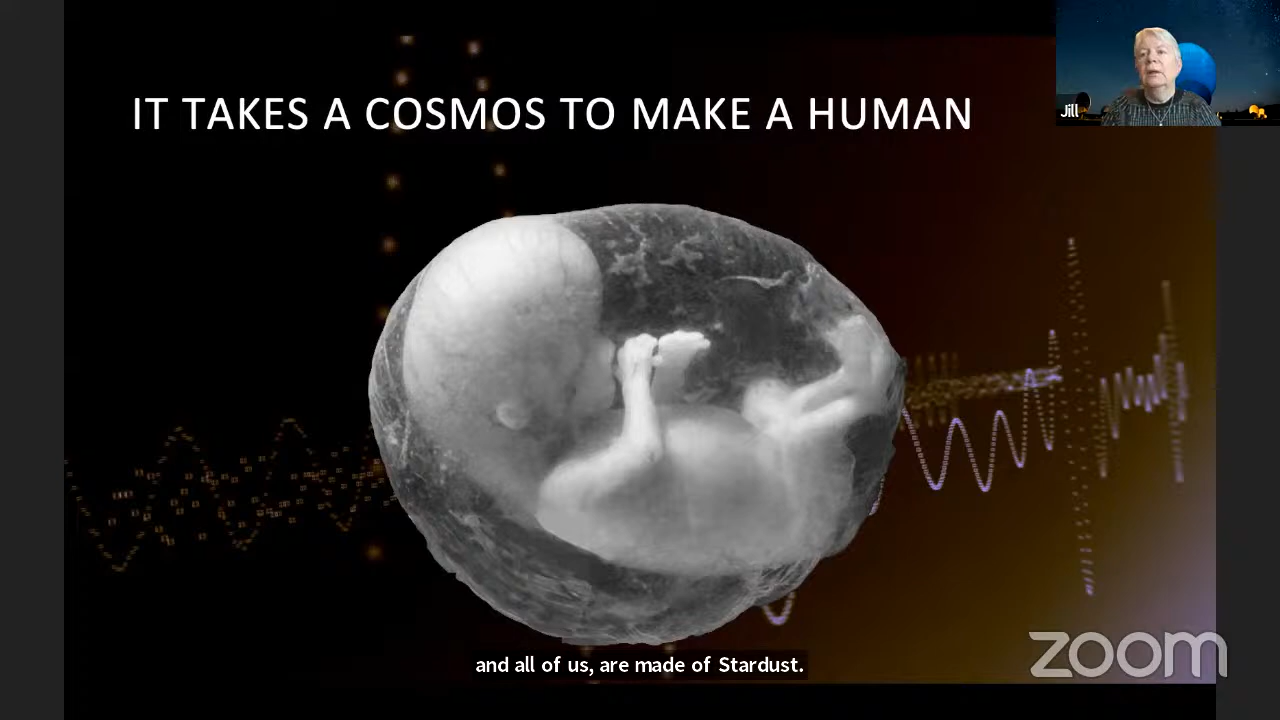 IT TAKES A COSMOS TO MAKE A HUMAN
Jill
and all of us, are made of Stardust.
zoom